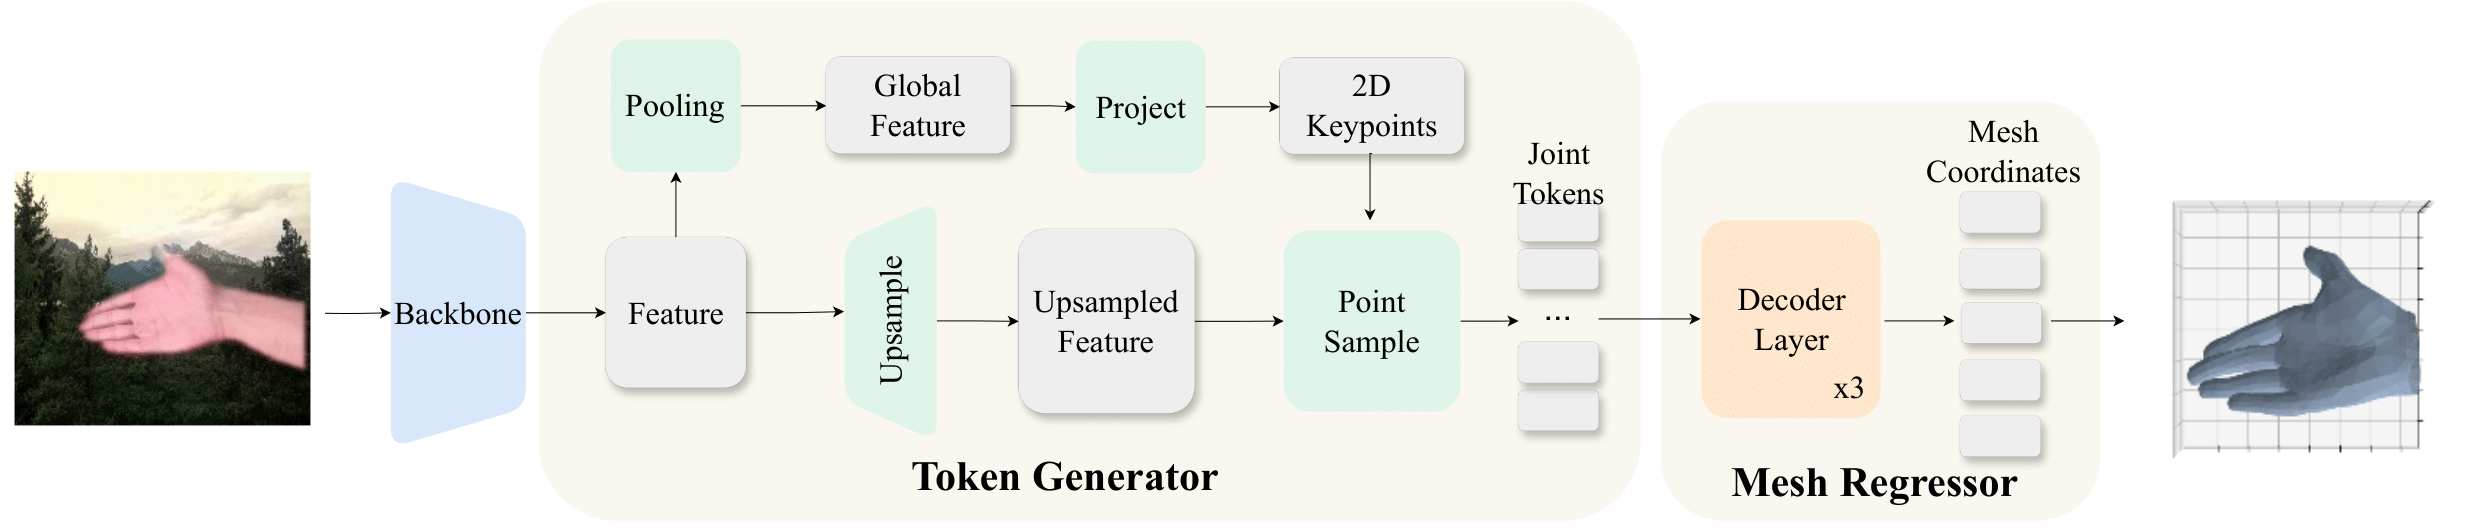 Pooling
Global
Feature
Project
2D
Keypoints
Joint
Tokens
Mesh
Coordinates
Backbone
Feature
Upsample
Upsampled
Feature
Point
Sample
...
Decoder
Layer
x3
Token Generator
Mesh Regressor